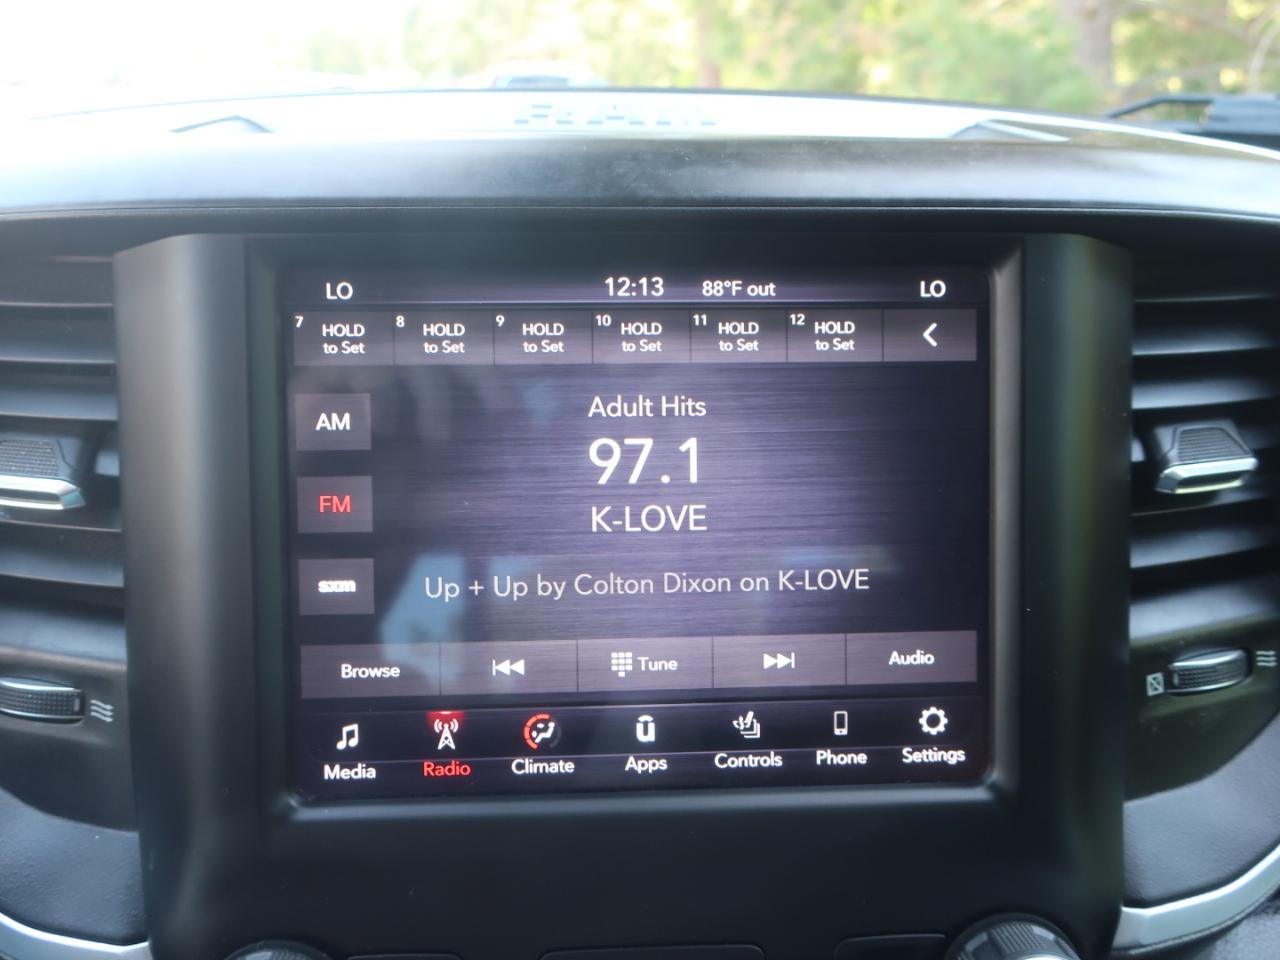 RAM
LO 12:13 88°F out LO
7 HOLD to Set 8 HOLD to Set 9 HOLD to Set 10 HOLD to Set 11 HOLD to Set 12 HOLD to Set
AM
Adult Hits
97.1
FM
K-LOVE
sxm
Up + Up by Colton Dixon on K-LOVE
Browse Tune Audio
Media Radio Climate Apps Controls Phone Settings